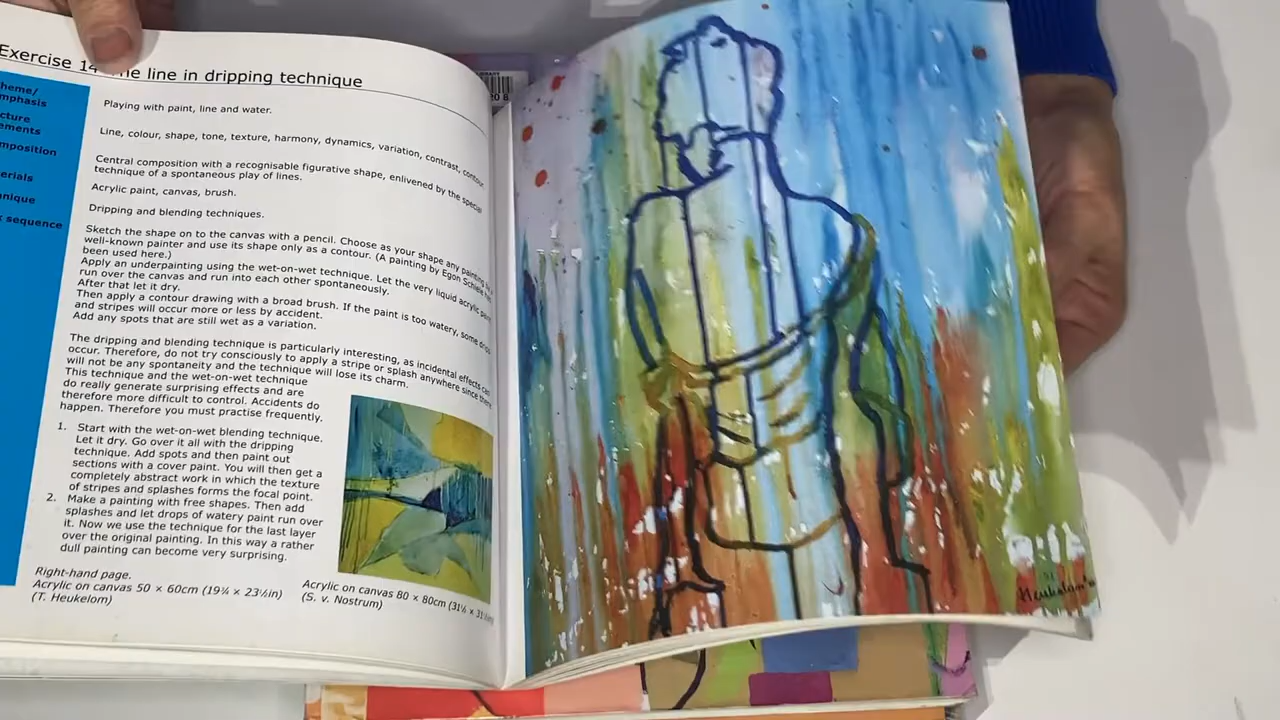 Exercise 14 The line in dripping technique
heme/
mphasis
Playing with paint, line and water.
cture
ements
Line, colour, shape, tone, texture, harmony, dynamics, variation, contrast, contour.
mposition
Central composition with a recognisable figurative shape, enlivened by the special
technique of a spontaneous play of lines.
erials
Acrylic paint, canvas, brush.
nique
Dripping and blending techniques.
sequence
Sketch the shape on to the canvas with a pencil. Choose as your shape any painting by a
well-known painter and use its shape only as a contour. (A painting by Egon Schiele has
been used here.)
Apply an underpainting using the wet-on-wet technique. Let the very liquid acrylic paint
run over the canvas and run into each other spontaneously.
After that let it dry.
Then apply a contour drawing with a broad brush. If the paint is too watery, some drips
and stripes will occur more or less by accident.
Add any spots that are still wet as a variation.
The dripping and blending technique is particularly interesting, as incidental effects can
occur. Therefore, do not try consciously to apply a stripe or splash anywhere since there
will not be any spontaneity and the technique will lose its charm.
This technique and the wet-on-wet technique
do really generate surprising effects and are
therefore more difficult to control. Accidents do
happen. Therefore you must practise frequently.
1. Start with the wet-on-wet blending technique.
Let it dry. Go over it all with the dripping
technique. Add spots and then paint out
sections with a cover paint. You will then get a
completely abstract work in which the texture
of stripes and splashes forms the focal point.
2. Make a painting with free shapes. Then add
splashes and let drops of watery paint run over
it. Now we use the technique for the last layer
over the original painting. In this way a rather
dull painting can become very surprising.
Right-hand page.
Acrylic on canvas 50 × 60cm (19¾ × 23½in)
(T. Heukelom)
Acrylic on canvas 80 × 80cm (31½ × 31½in)
(S. v. Nostrum)
Heukelom